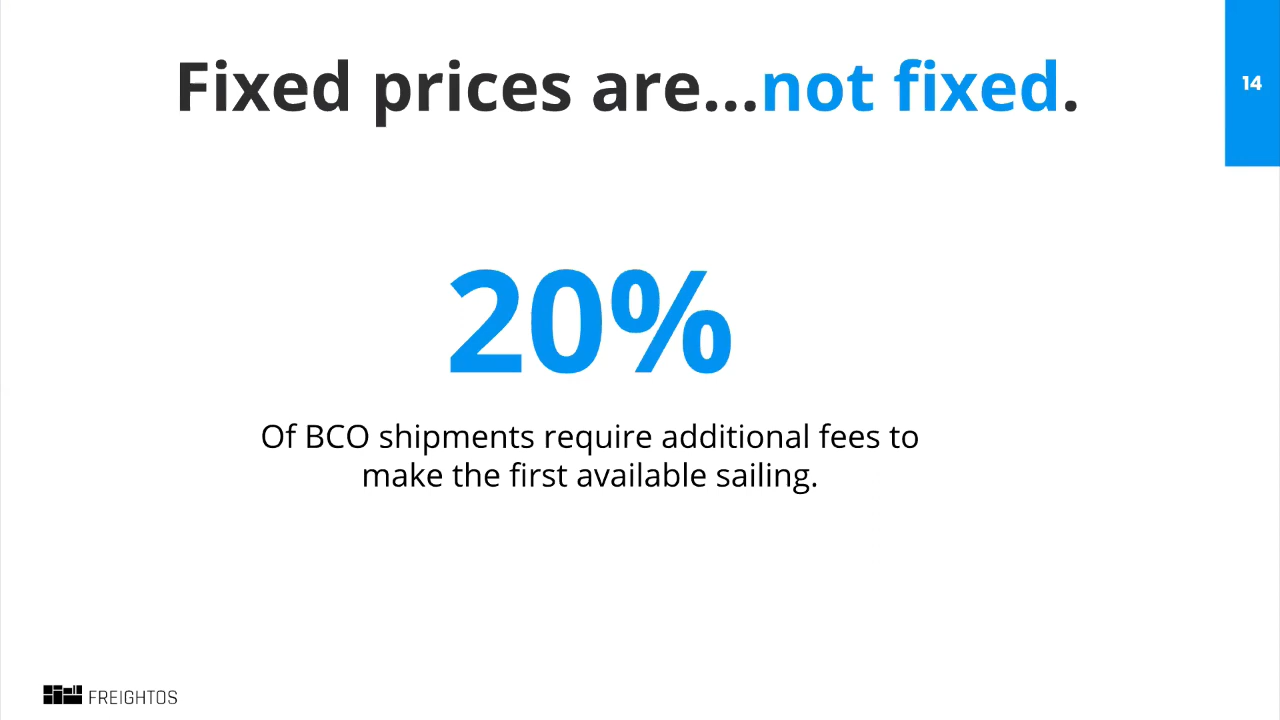 Fixed prices are...not fixed.
14
20%
Of BCO shipments require additional fees to
make the first available sailing.
FREIGHTOS